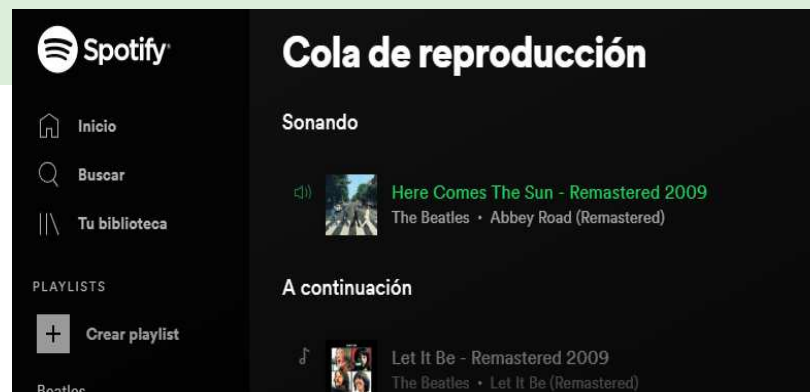 Spotify
Inicio
Buscar
Tu biblioteca
PLAYLISTS
Crear playlist
Beatles
Cola de reproducción
Sonando
Here Comes The Sun - Remastered 2009
The Beatles • Abbey Road (Remastered)
A continuación
Let It Be - Remastered 2009
The Beatles • Let It Be (Remastered)